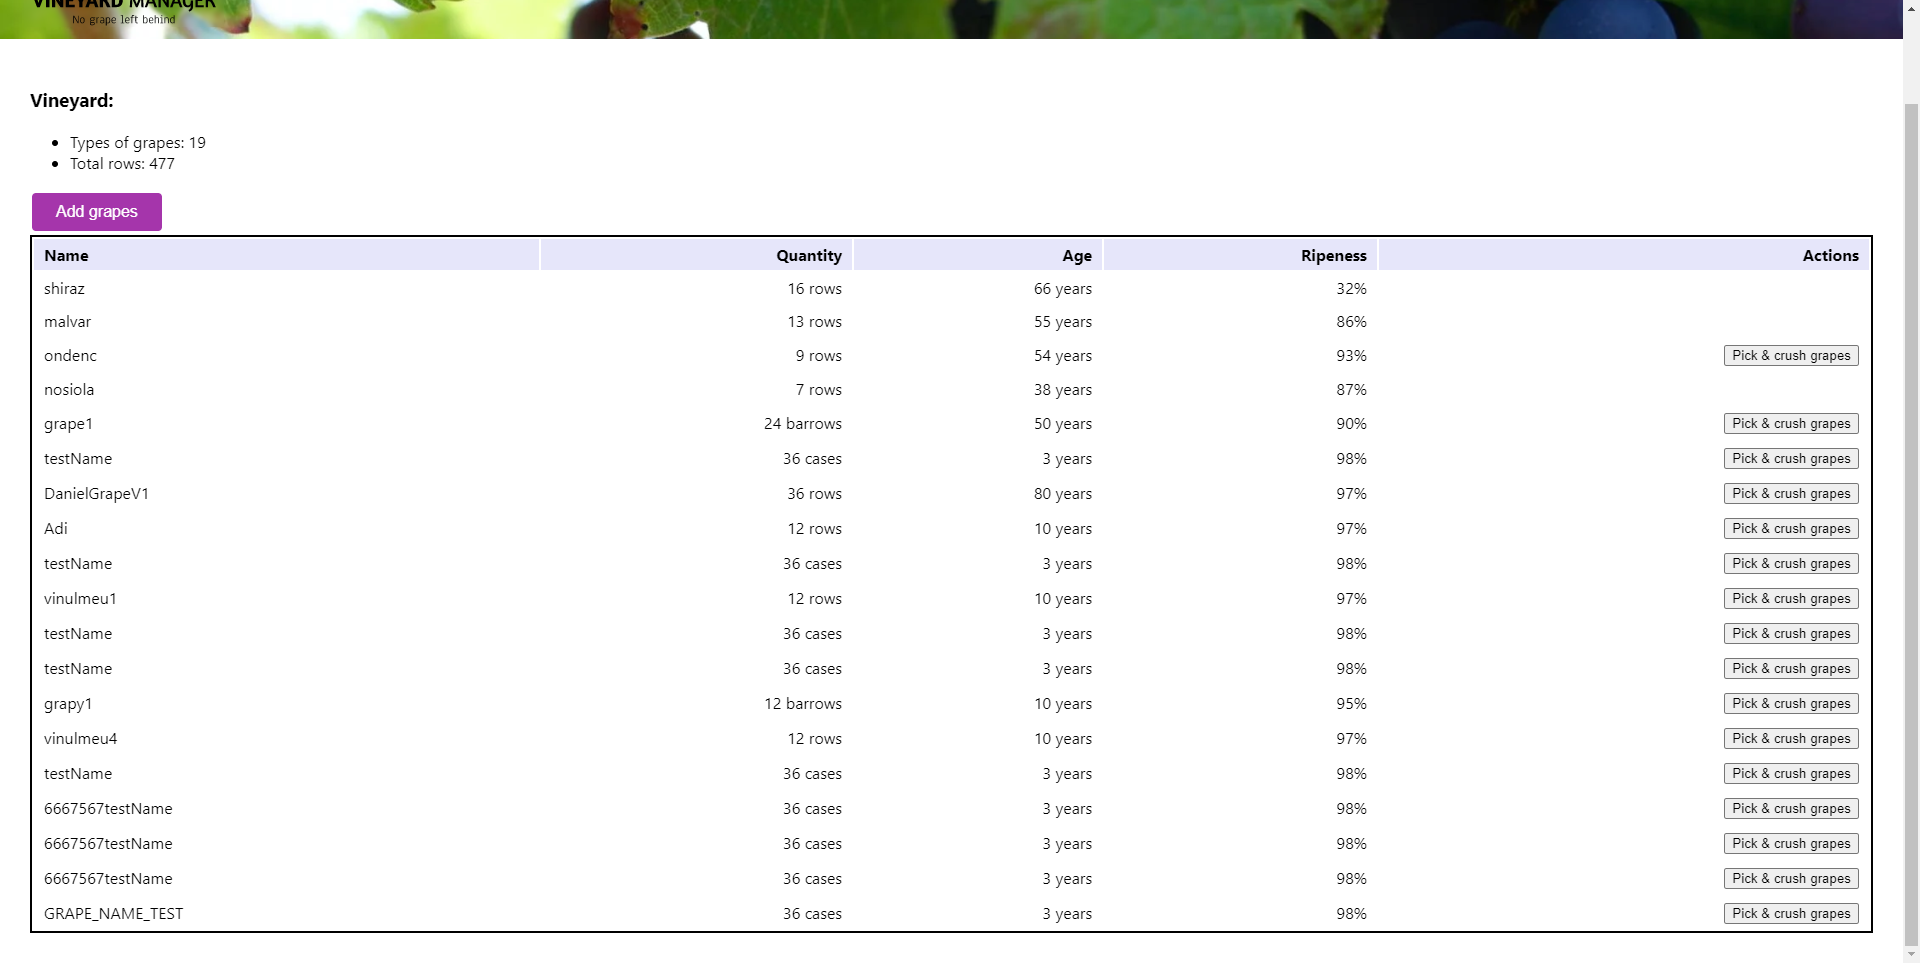 VINEYARD MANAGER
No grape left behind
Vineyard:
Types of grapes: 19
Total rows: 477
Add grapes
Name Quantity Age Ripeness Actions
shiraz 16 rows 66 years 32%
malvar 13 rows 55 years 86%
ondenc 9 rows 54 years 93% Pick & crush grapes
nosiola 7 rows 38 years 87%
grape1 24 barrows 50 years 90% Pick & crush grapes
testName 36 cases 3 years 98% Pick & crush grapes
DanielGrapeV1 36 rows 80 years 97% Pick & crush grapes
Adi 12 rows 10 years 97% Pick & crush grapes
testName 36 cases 3 years 98% Pick & crush grapes
vinulmeu1 12 rows 10 years 97% Pick & crush grapes
testName 36 cases 3 years 98% Pick & crush grapes
testName 36 cases 3 years 98% Pick & crush grapes
grapy1 12 barrows 10 years 95% Pick & crush grapes
vinulmeu4 12 rows 10 years 97% Pick & crush grapes
testName 36 cases 3 years 98% Pick & crush grapes
6667567testName 36 cases 3 years 98% Pick & crush grapes
6667567testName 36 cases 3 years 98% Pick & crush grapes
6667567testName 36 cases 3 years 98% Pick & crush grapes
GRAPE_NAME_TEST 36 cases 3 years 98% Pick & crush grapes